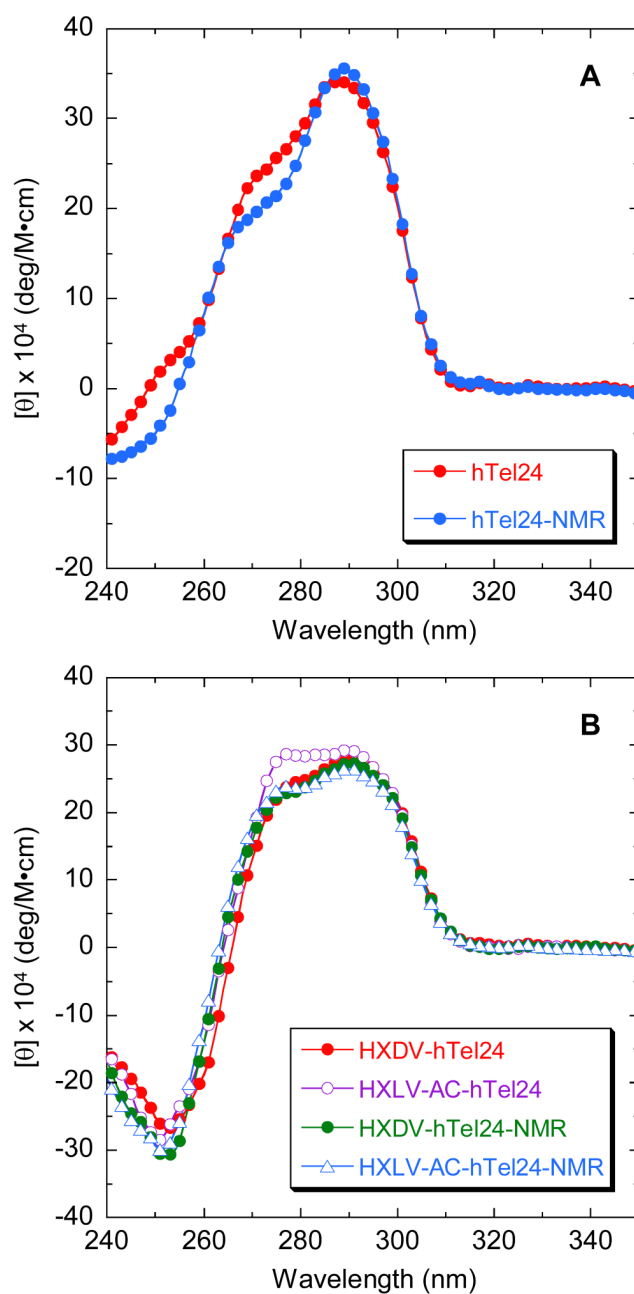 A
40
30
20
10
0
-10
-20
[θ] x 10⁴ (deg/M•cm)
hTel24
hTel24-NMR
240 260 280 300 320 340
Wavelength (nm)
B
40
30
20
10
0
-10
-20
-30
-40
[θ] x 10⁴ (deg/M•cm)
HXDV-hTel24
HXLV-AC-hTel24
HXDV-hTel24-NMR
HXLV-AC-hTel24-NMR
240 260 280 300 320 340
Wavelength (nm)